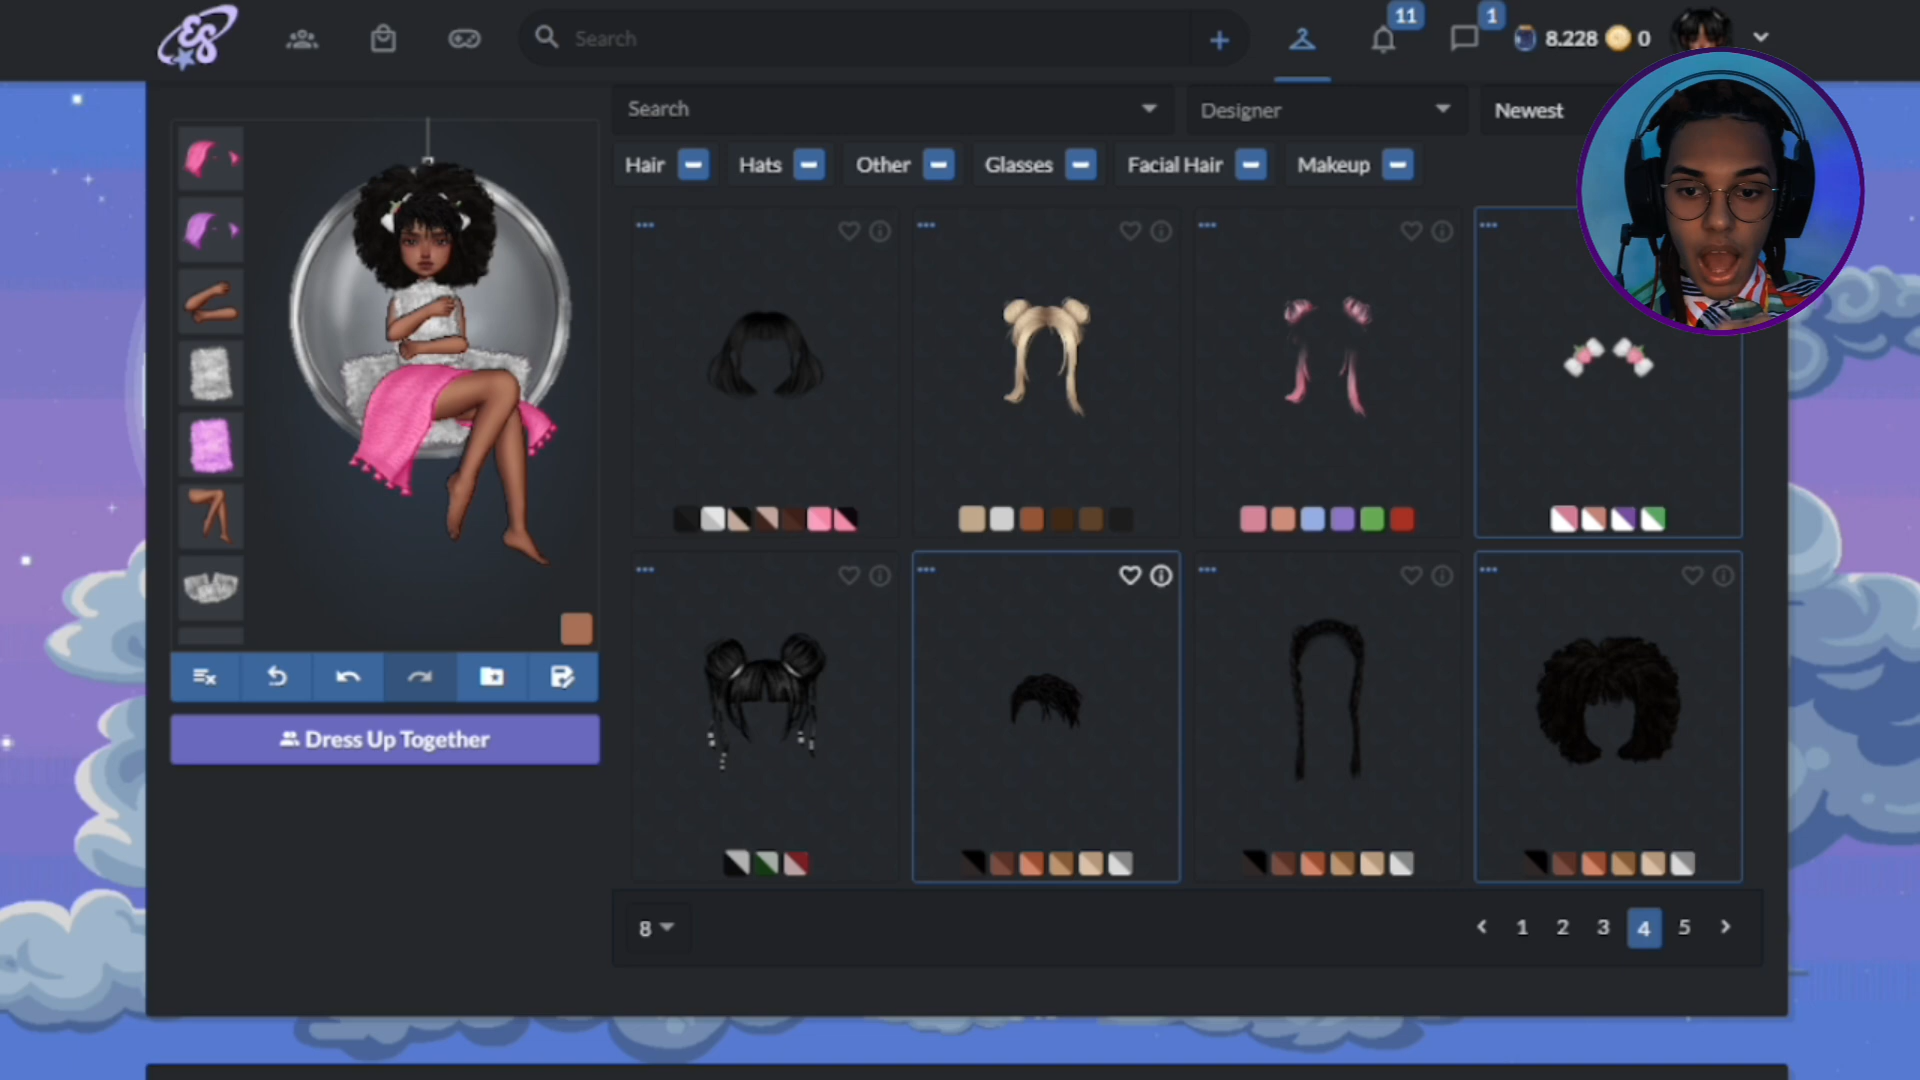 ES
Search
11
1
8.228
0
Search
Designer
Newest
Hair
Hats
Other
Glasses
Facial Hair
Makeup
Dress Up Together
8
1 2 3 4 5